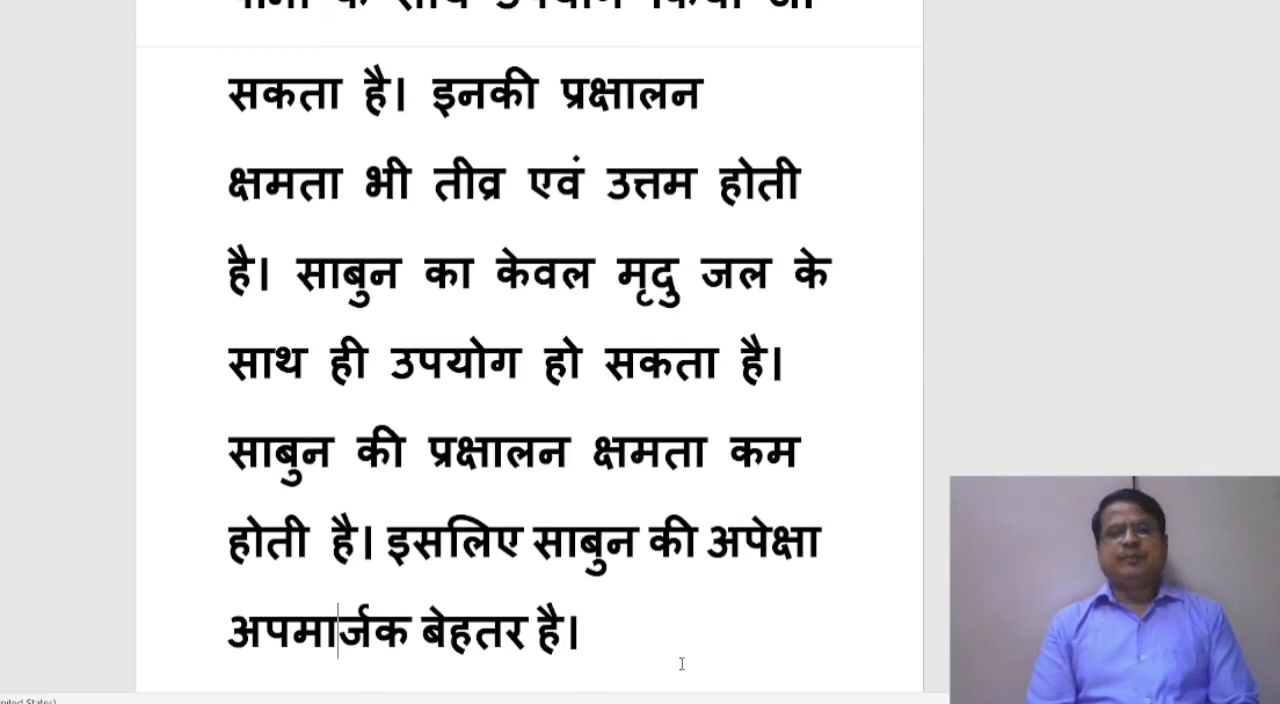 सकता है। इनकी प्रक्षालन
क्षमता भी तीव्र एवं उत्तम होती
है। साबुन का केवल मृदु जल के
साथ ही उपयोग हो सकता है।
साबुन की प्रक्षालन क्षमता कम
होती है। इसलिए साबुन की अपेक्षा
अपमार्जक बेहतर है।